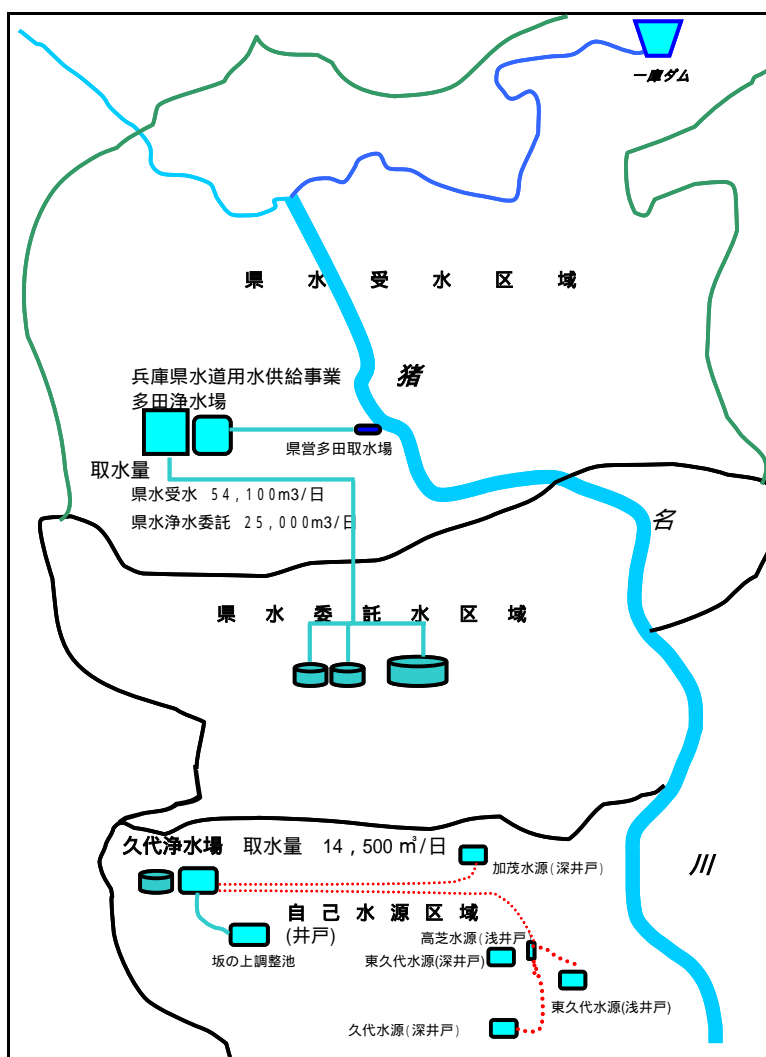 一庫ダム
県水受水区域
兵庫県水道用水供給事業
多田浄水場
猪
県営多田取水場
取水量
県水受水 54,100m3/日
県水浄水委託 25,000m3/日
名
県水委託水区域
久代浄水場 取水量 14,500㎥/日
川
加茂水源(深井戸)
自己水源区域
(井戸)
高芝水源(浅井戸
東久代水源(深井戸)
坂の上調整池
東久代水源(浅井戸)
久代水源(深井戸)